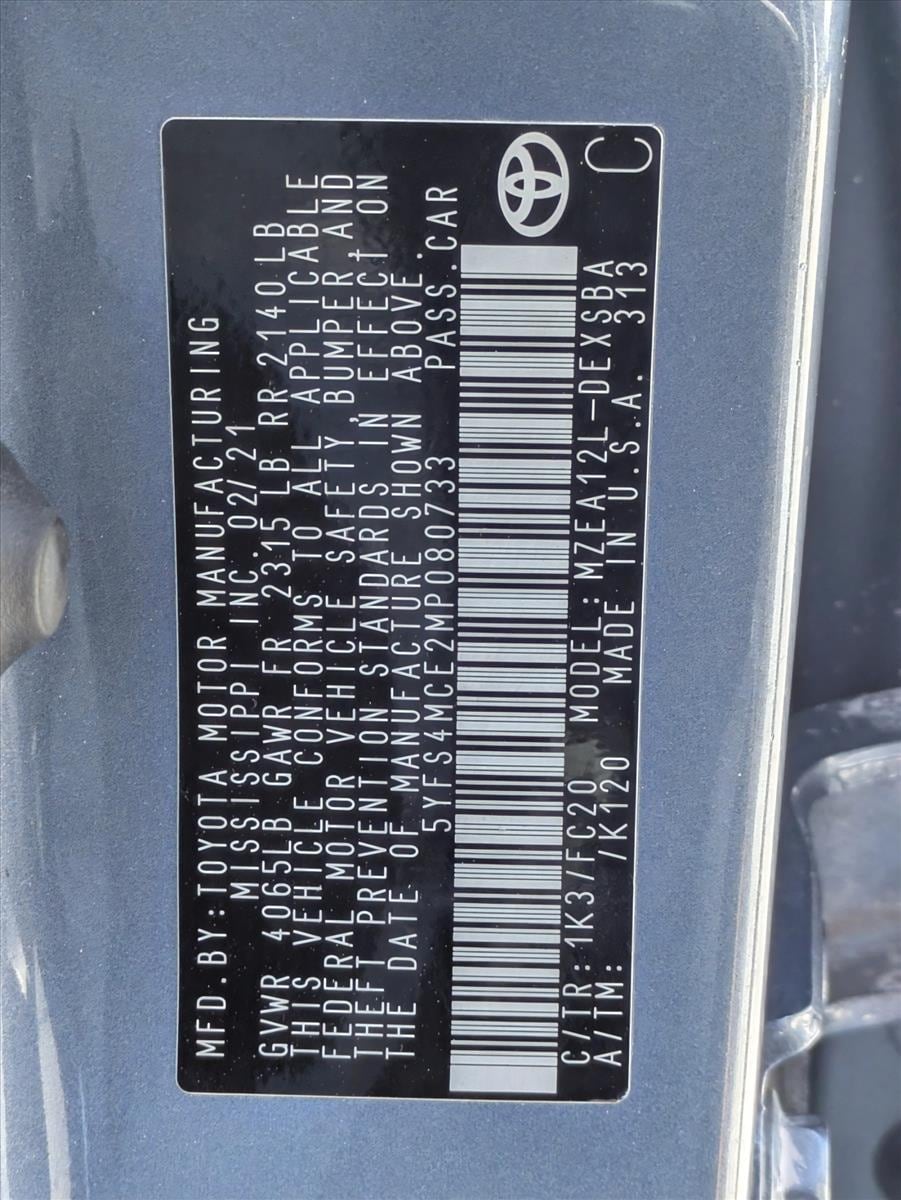 MFD.BY:TOYOTA MOTOR MANUFACTURING
MISSISSIPPI INC. 02/21
GVWR 4065LB GAWR FR 2315 LB RR 2140LB
THIS VEHICLE CONFORMS TO ALL APPLICABLE
FEDERAL MOTOR VEHICLE SAFETY,BUMPER,AND
THEFT PREVENTION STANDARDS IN EFFECT ON
THE DATE OF MANUFACTURE SHOWN ABOVE.
5YFS4MCE2MP080733 PASS.CAR
C/TR:1K3/FC20 MODEL:MZEA12L-DEXSBA
A/TM: /K120 MADE IN U.S.A. 313
C